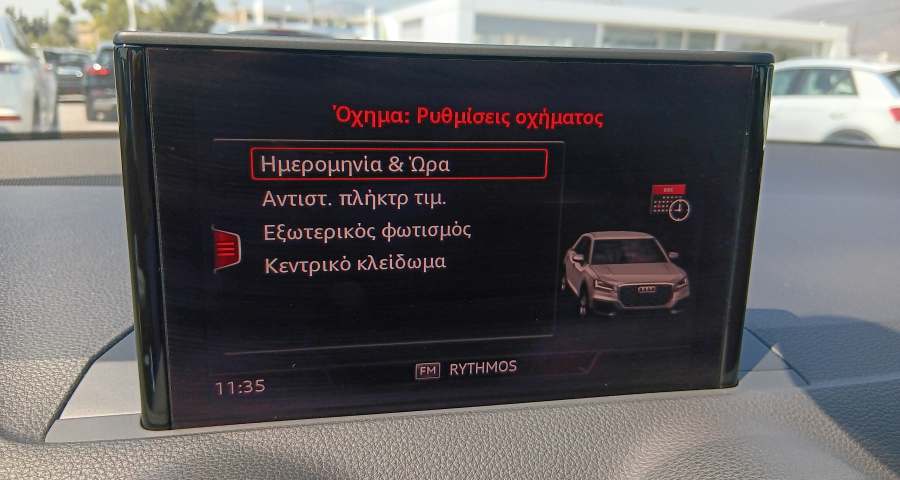 Όχημα: Ρυθμίσεις οχήματος
Ημερομηνία & Ώρα
Αντιστ. πλήκτρ τιμ.
Εξωτερικός φωτισμός
Κεντρικό κλείδωμα
FM RYTHMOS
11:35